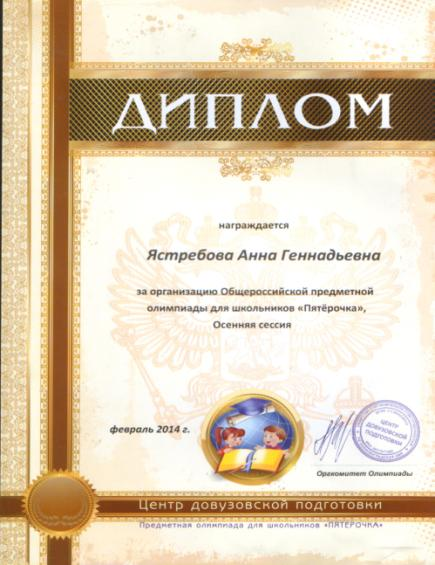 ДИПЛОМ
награждается
Ястребова Анна Геннадьевна
за организацию Общероссийской предметной
олимпиады для школьников «Пятёрочка»,
Осенняя сессия
февраль 2014 г.
ЦЕНТР
ДОВУЗОВСКОЙ
ПОДГОТОВКИ
Оргкомитет Олимпиады
Центр довузовской подготовки
Предметная олимпиада для школьников «ПЯТЕРОЧКА»